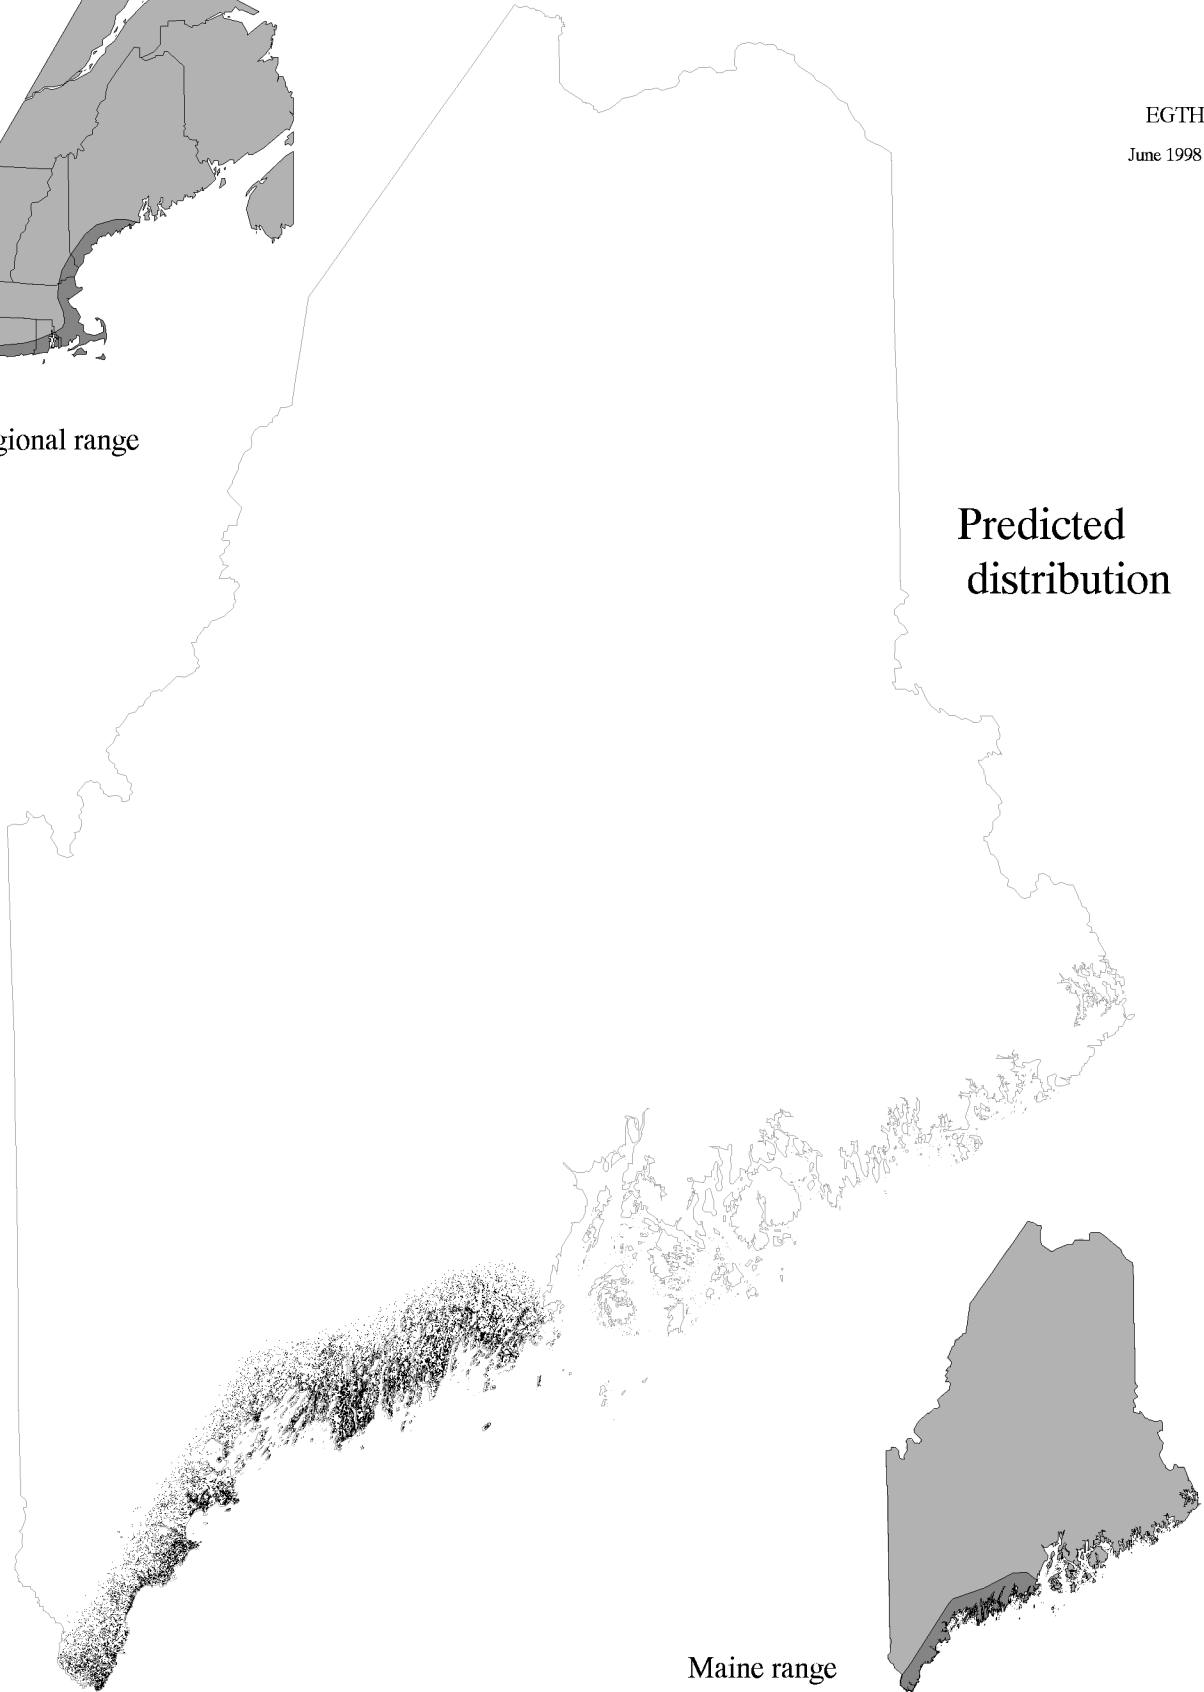 EGTH
June 1998
gional range
Predicted
distribution
Maine range